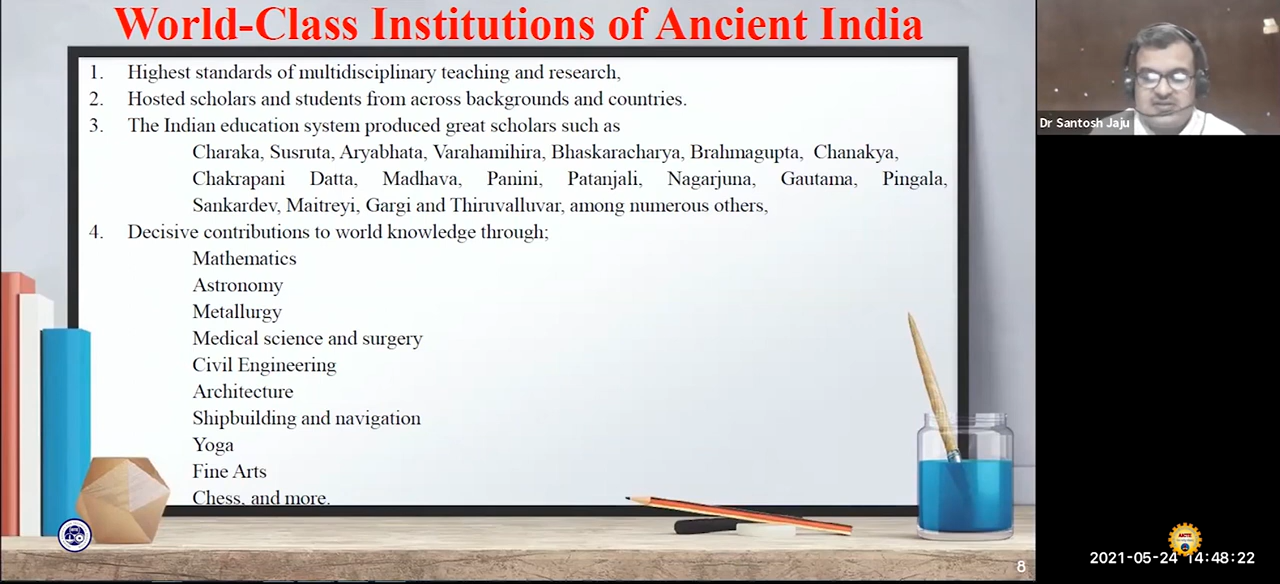 World-Class Institutions of Ancient India
1. Highest standards of multidisciplinary teaching and research,
2. Hosted scholars and students from across backgrounds and countries.
3. The Indian education system produced great scholars such as
Charaka, Susruta, Aryabhata, Varahamihira, Bhaskaracharya, Brahmagupta, Chanakya,
Chakrapani Datta, Madhava, Panini, Patanjali, Nagarjuna, Gautama, Pingala,
Sankardev, Maitreyi, Gargi and Thiruvalluvar, among numerous others,
4. Decisive contributions to world knowledge through;
Mathematics
Astronomy
Metallurgy
Medical science and surgery
Civil Engineering
Architecture
Shipbuilding and navigation
Yoga
Fine Arts
Chess, and more.
8
Dr Santosh Jaju
AICTE
2021-05-24 14:48:22